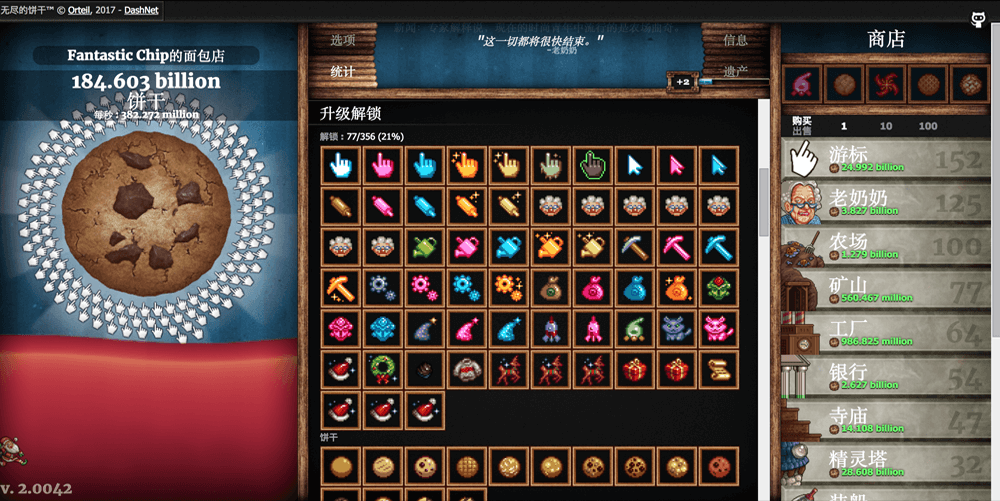 无尽的饼干™ © Orteil, 2017 - DashNet
Fantastic Chip的面包店
184.603 billion
饼干
每秒 : 382.272 million
v. 2.0042
选项
统计
"这一切都将很快结束。"
~老奶奶
信息
遗产
+2
升级解锁
解锁 : 77/356 (21%)
饼干
商店
购买
出售
1
10
100
游标
24.992 billion
152
老奶奶
3.827 billion
125
农场
1.279 billion
100
矿山
560.467 million
77
工厂
986.825 million
64
银行
2.627 billion
54
寺庙
14.108 billion
47
精灵塔
28.608 billion
32